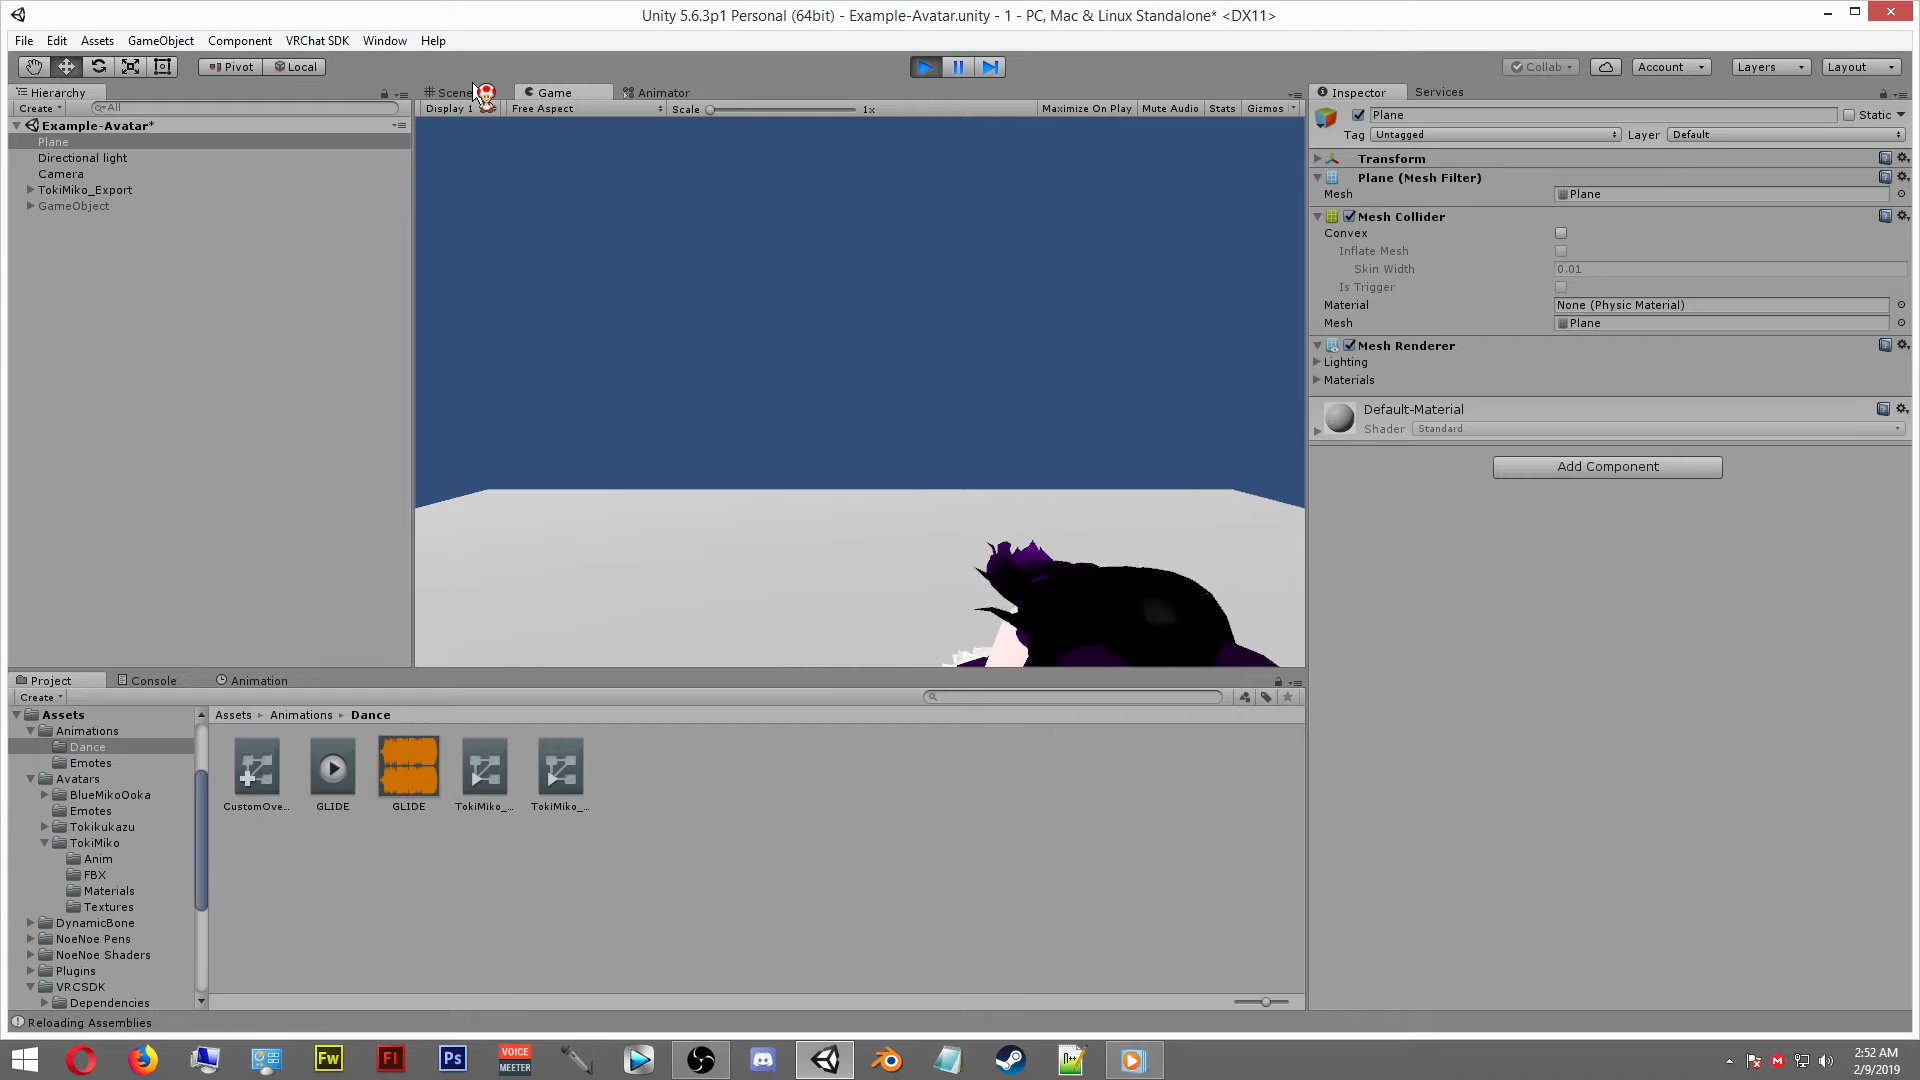 Unity 5.6.3p1 Personal (64bit) - Example-Avatar.unity - 1 - PC, Mac & Linux Standalone* <DX11>
File Edit Assets GameObject Component VRChat SDK Window Help
Pivot Local Collab Account Layers Layout
Hierarchy
Create All
Example-Avatar*
Plane
Directional light
Camera
TokiMiko_Export
GameObject
Scene Game Animator
Display 1 Free Aspect Scale 1x Maximize On Play Mute Audio Stats Gizmos
Inspector Services
Plane Static
Tag Untagged Layer Default
Transform
Plane (Mesh Filter)
Mesh Plane
Mesh Collider
Convex
Inflate Mesh
Skin Width 0.01
Is Trigger
Material None (Physic Material)
Mesh Plane
Mesh Renderer
Lighting
Materials
Default-Material
Shader Standard
Add Component
Project Console Animation
Create
Assets
Animations
Dance
Emotes
Avatars
BlueMikoOoka
Emotes
Tokikukazu
TokiMiko
Anim
FBX
Materials
Textures
DynamicBone
NoeNoe Pens
NoeNoe Shaders
Plugins
VRCSDK
Dependencies
Assets Animations Dance
CustomOve... GLIDE GLIDE TokiMiko_... TokiMiko_...
Reloading Assemblies
Fw Fl Ps VOICE MEETER
2:52 AM
2/9/2019